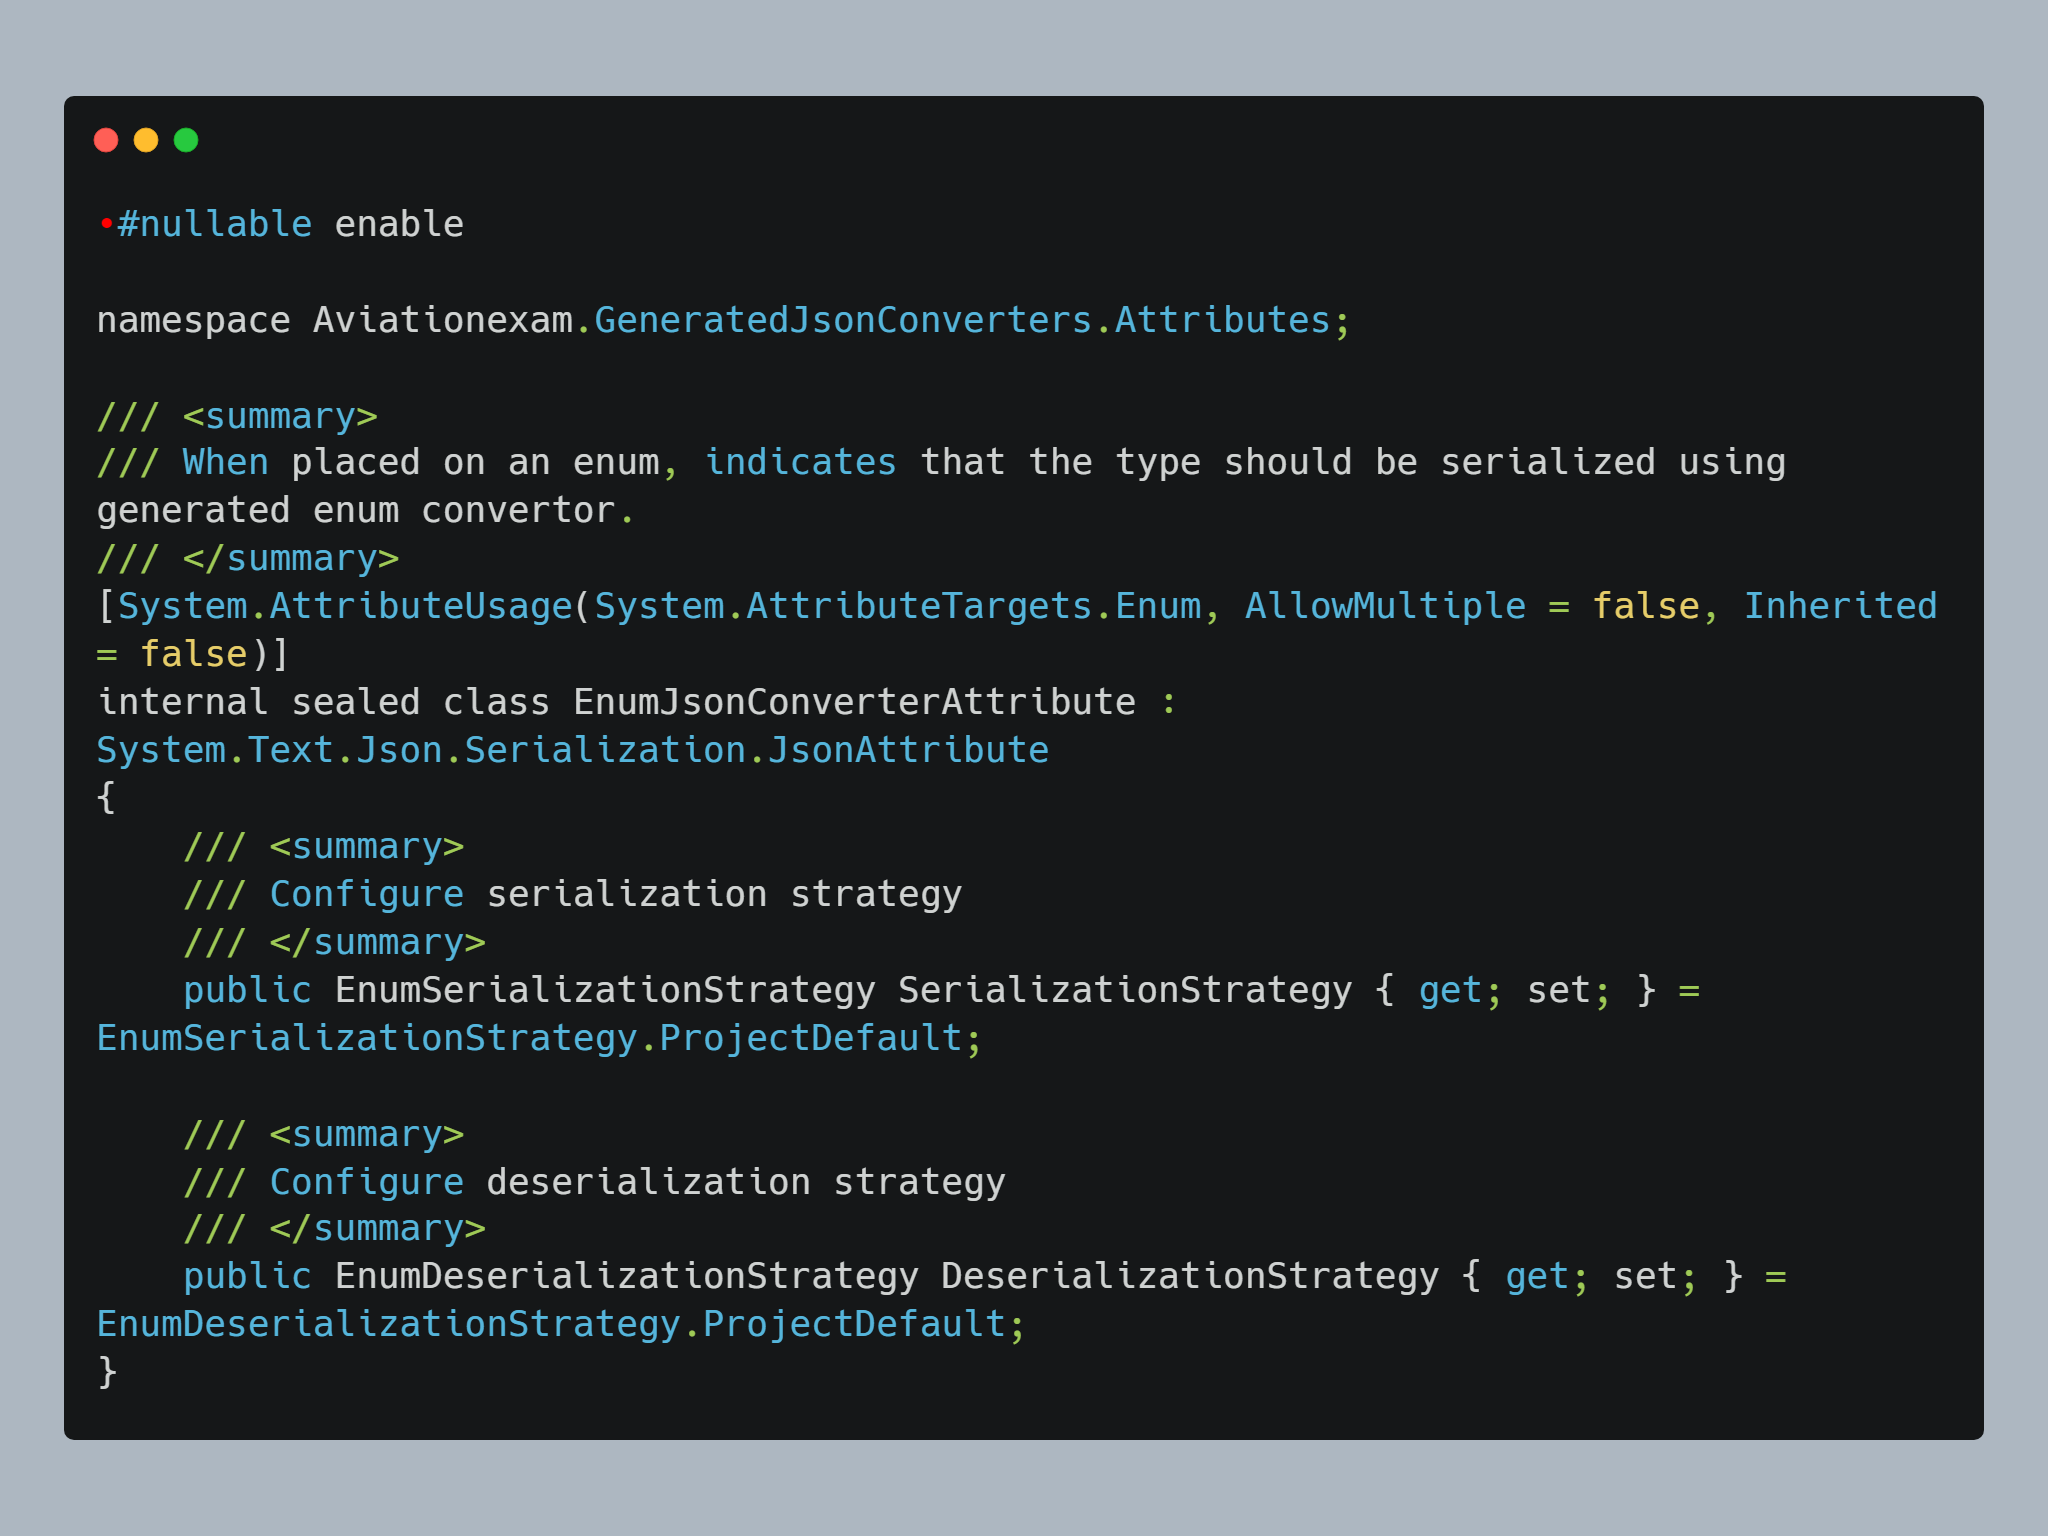 •#nullable enable

namespace Aviationexam.GeneratedJsonConverters.Attributes;

/// <summary>
/// When placed on an enum, indicates that the type should be serialized using
generated enum convertor.
/// </summary>
[System.AttributeUsage(System.AttributeTargets.Enum, AllowMultiple = false, Inherited
= false)]
internal sealed class EnumJsonConverterAttribute :
System.Text.Json.Serialization.JsonAttribute
{
    /// <summary>
    /// Configure serialization strategy
    /// </summary>
    public EnumSerializationStrategy SerializationStrategy { get; set; } =
EnumSerializationStrategy.ProjectDefault;

    /// <summary>
    /// Configure deserialization strategy
    /// </summary>
    public EnumDeserializationStrategy DeserializationStrategy { get; set; } =
EnumDeserializationStrategy.ProjectDefault;
}